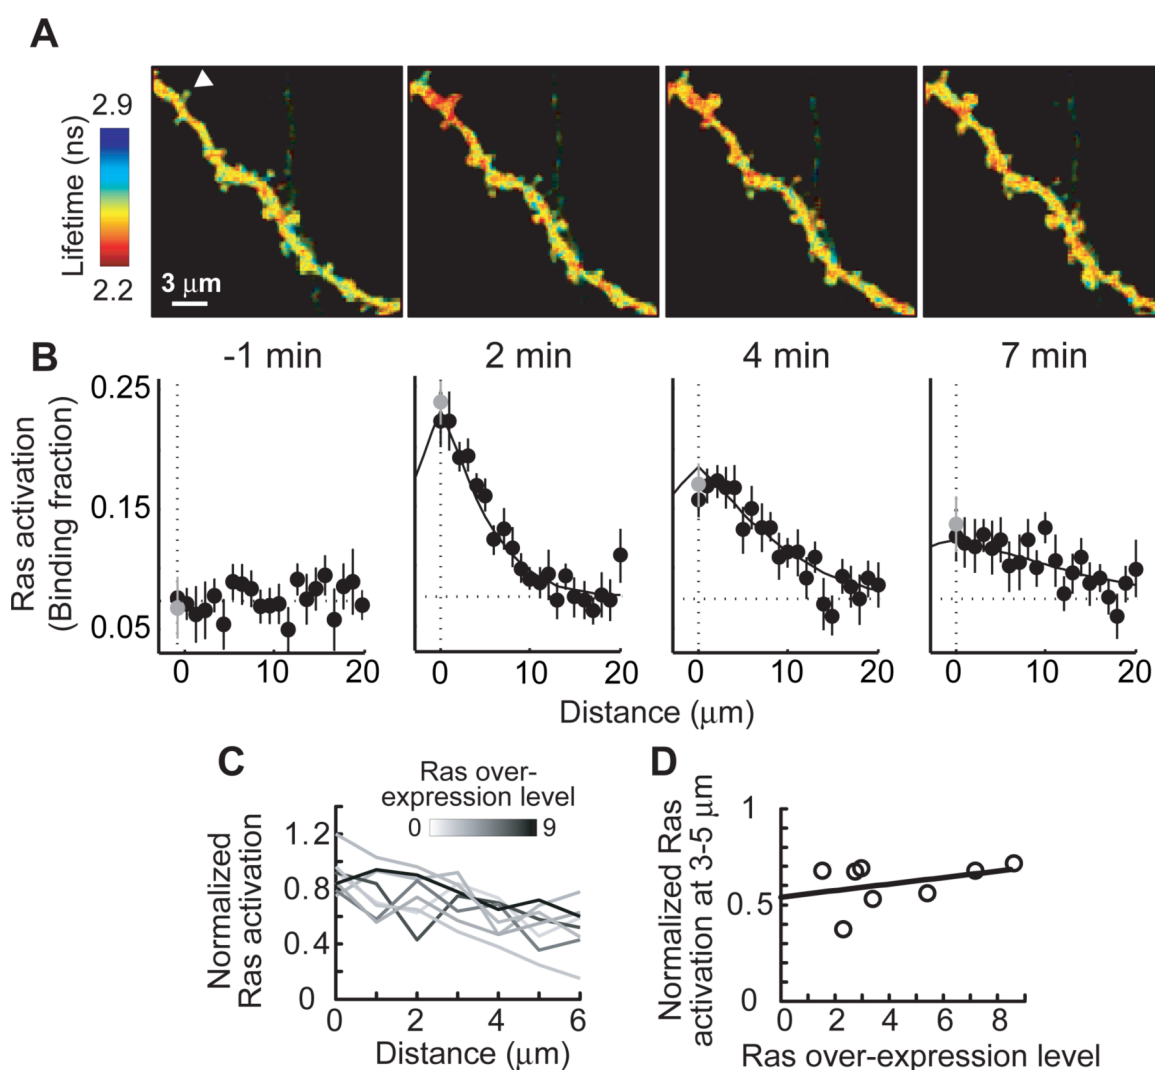 A
2.9
Lifetime (ns)
2.2
3 μm
-1 min
2 min
4 min
7 min
B
Ras activation
(Binding fraction)
0.25
0.15
0.05
0
10
20
0
10
20
0
10
20
0
10
20
Distance (μm)
C
Ras over-
expression level
0
9
Normalized
Ras activation
1.2
0.8
0.4
0
0
2
4
6
Distance (μm)
D
Normalized Ras
activation at 3-5 μm
1
0.5
0
0
2
4
6
8
Ras over-expression level